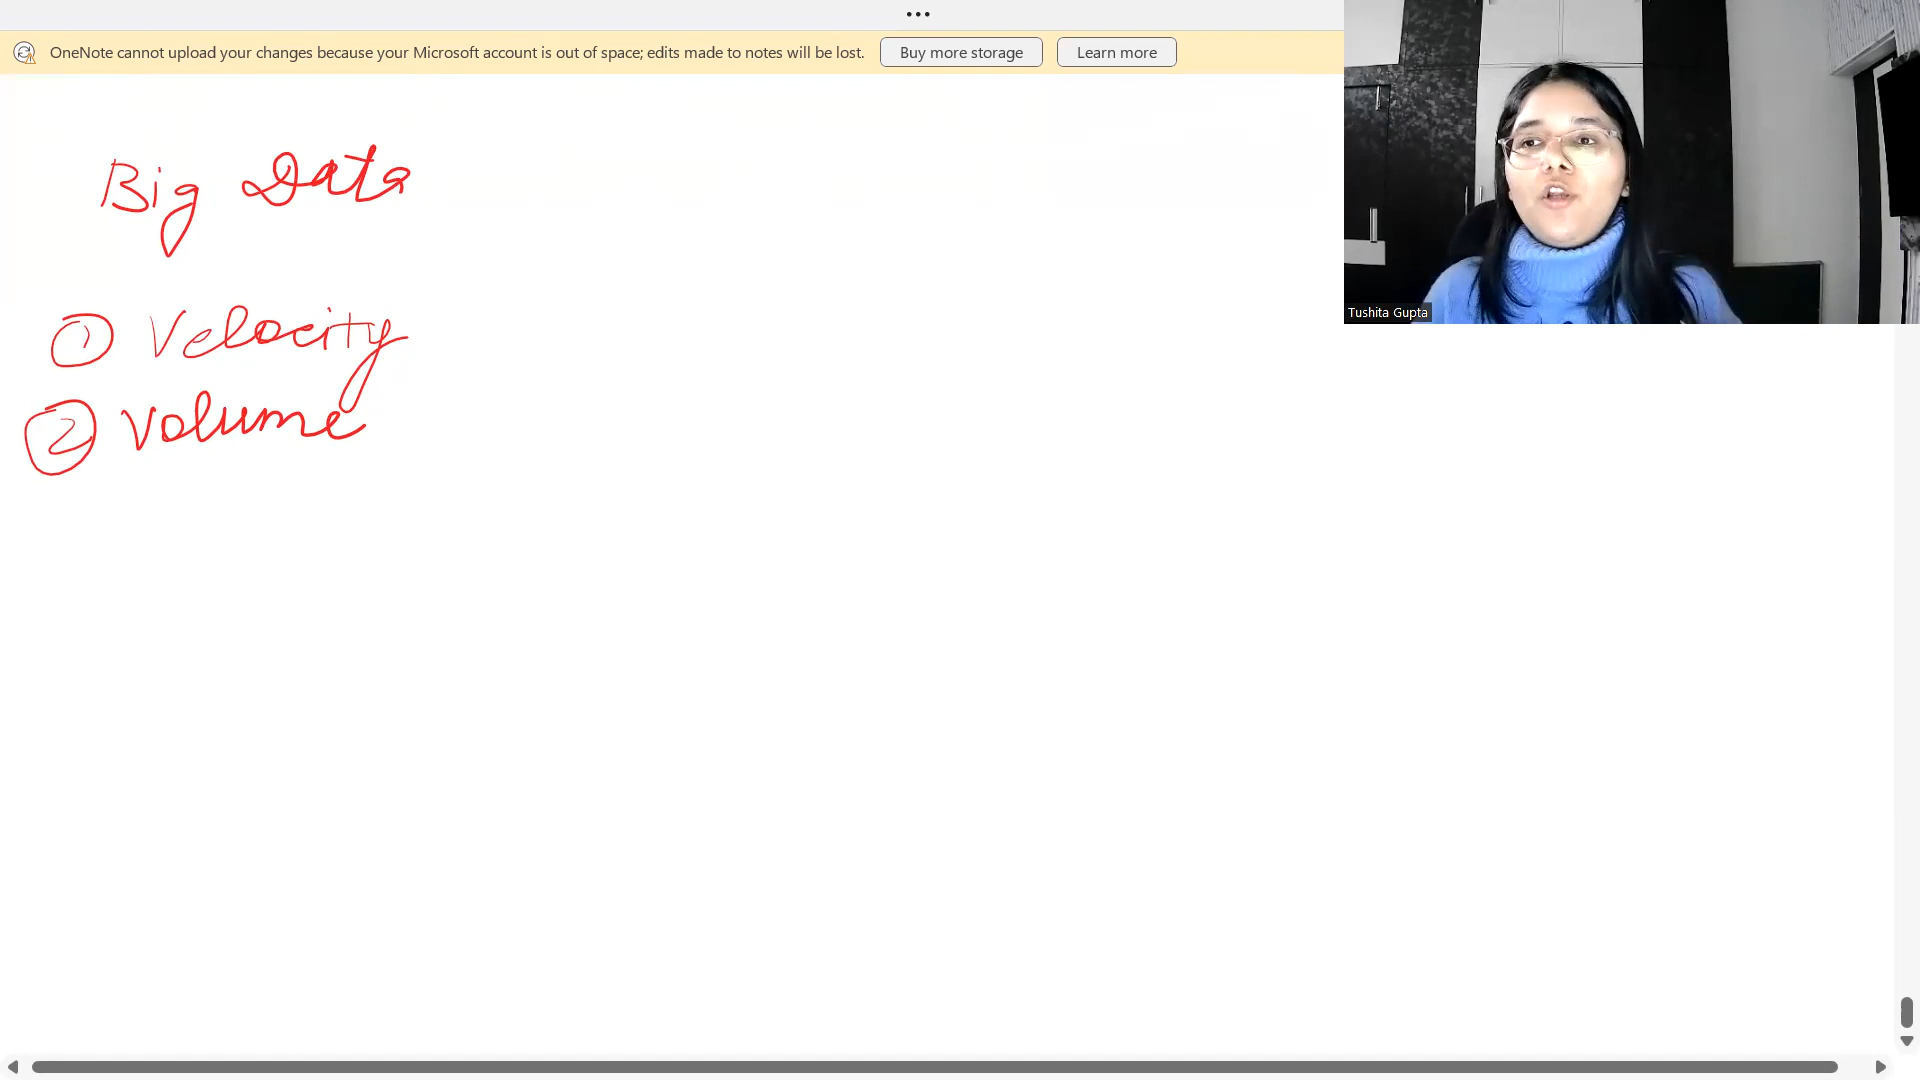 OneNote cannot upload your changes because your Microsoft account is out of space; edits made to notes will be lost. Buy more storage Learn more
Big Data
① Velocity
② Volume
Tushita Gupta